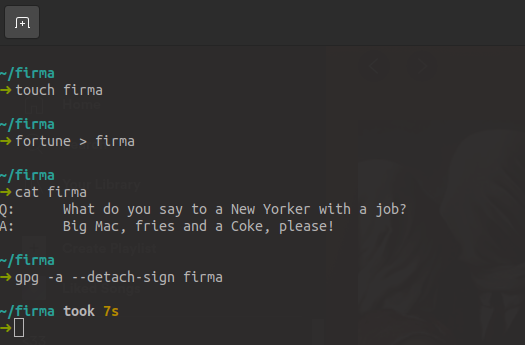 ~/firma
➜ touch firma
~/firma
➜ fortune > firma
~/firma
➜ cat firma
Q:      What do you say to a New Yorker with a job?
A:      Big Mac, fries and a Coke, please!
~/firma
➜ gpg -a --detach-sign firma
~/firma took 7s
➜